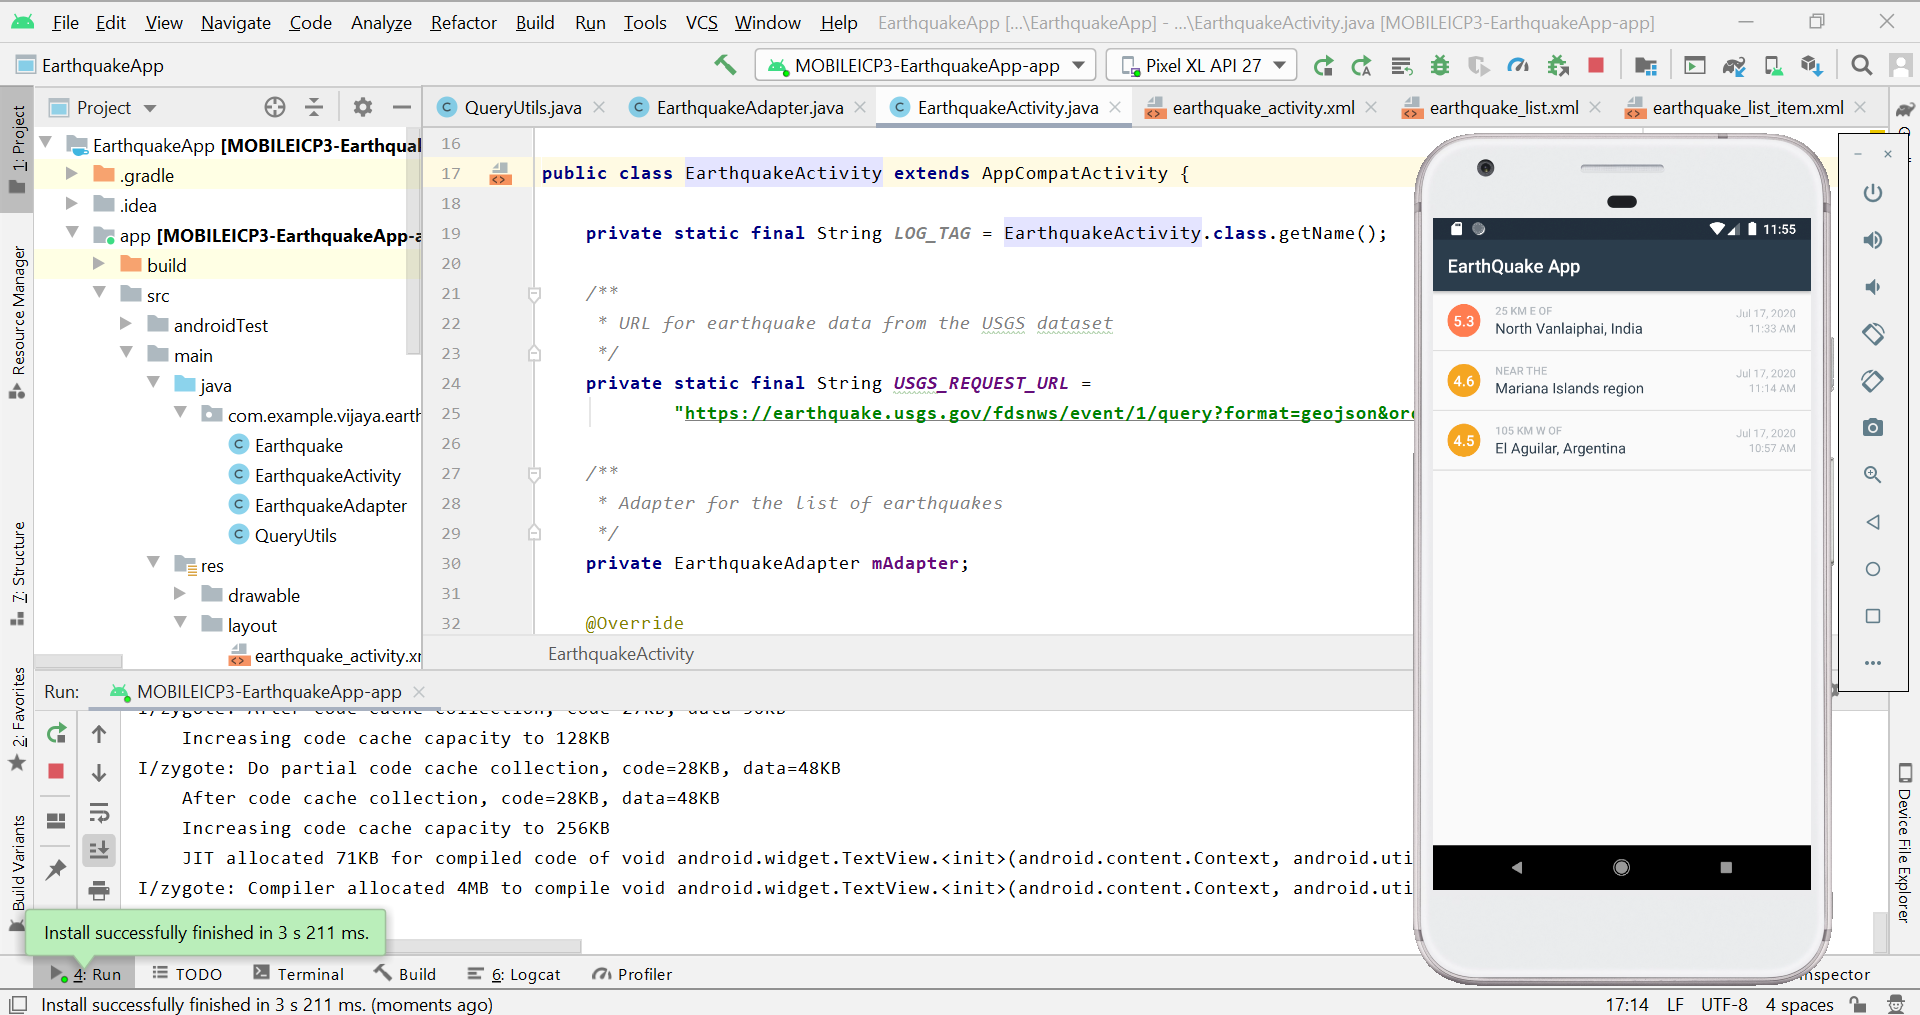 File Edit View Navigate Code Analyze Refactor Build Run Tools VCS Window Help EarthquakeApp [...\EarthquakeApp] - ...\EarthquakeActivity.java [MOBILEICP3-EarthquakeApp-app]
EarthquakeApp MOBILEICP3-EarthquakeApp-app Pixel XL API 27
Project QueryUtils.java EarthquakeAdapter.java EarthquakeActivity.java earthquake_activity.xml earthquake_list.xml earthquake_list_item.xml
1: Project
Resource Manager
7: Structure
2: Favorites
Build Variants
EarthquakeApp [MOBILEICP3-Earthqual
.gradle
.idea
app [MOBILEICP3-EarthquakeApp-a
build
src
androidTest
main
java
com.example.vijaya.earth
Earthquake
EarthquakeActivity
EarthquakeAdapter
QueryUtils
res
drawable
layout
earthquake_activity.xr
16
17 public class EarthquakeActivity extends AppCompatActivity {
18
19 private static final String LOG_TAG = EarthquakeActivity.class.getName();
20
21 /**
22 * URL for earthquake data from the USGS dataset
23 */
24 private static final String USGS_REQUEST_URL =
25 "https://earthquake.usgs.gov/fdsnws/event/1/query?format=geojson&ord
26
27 /**
28 * Adapter for the list of earthquakes
29 */
30 private EarthquakeAdapter mAdapter;
31
32 @Override
EarthquakeActivity
11:55
EarthQuake App
5.3 25 KM E OF Jul 17, 2020
North Vanlaiphai, India 11:33 AM
4.6 NEAR THE Jul 17, 2020
Mariana Islands region 11:14 AM
4.5 105 KM W OF Jul 17, 2020
El Aguilar, Argentina 10:57 AM
Device File Explorer
Run: MOBILEICP3-EarthquakeApp-app
I/zygote: After code cache collection, code=27KB, data=30KB
Increasing code cache capacity to 128KB
I/zygote: Do partial code cache collection, code=28KB, data=48KB
After code cache collection, code=28KB, data=48KB
Increasing code cache capacity to 256KB
JIT allocated 71KB for compiled code of void android.widget.TextView.<init>(android.content.Context, android.uti
I/zygote: Compiler allocated 4MB to compile void android.widget.TextView.<init>(android.content.Context, android.uti
Install successfully finished in 3 s 211 ms.
4: Run TODO Terminal Build 6: Logcat Profiler nspector
Install successfully finished in 3 s 211 ms. (moments ago) 17:14 LF UTF-8 4 spaces